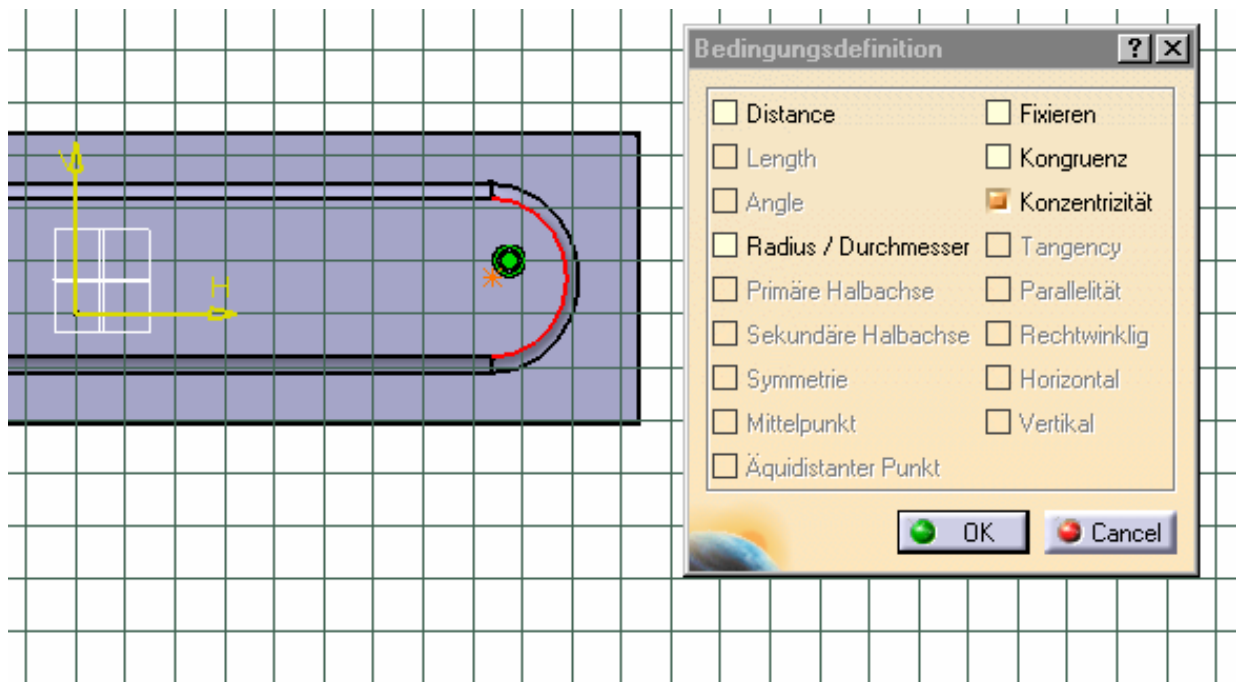 Bedingungsdefinition
Distance
Fixieren
Length
Kongruenz
Angle
Konzentrizität
Radius / Durchmesser
Tangency
Primäre Halbachse
Parallelität
Sekundäre Halbachse
Rechtwinklig
Symmetrie
Horizontal
Mittelpunkt
Vertikal
Äquidistanter Punkt
OK
Cancel
V
H